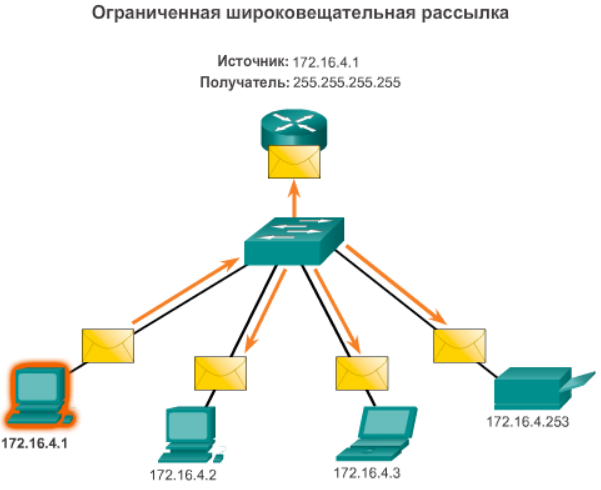 Ограниченная широковещательная рассылка
Источник: 172.16.4.1
Получатель: 255.255.255.255
172.16.4.1
172.16.4.2
172.16.4.3
172.16.4.253